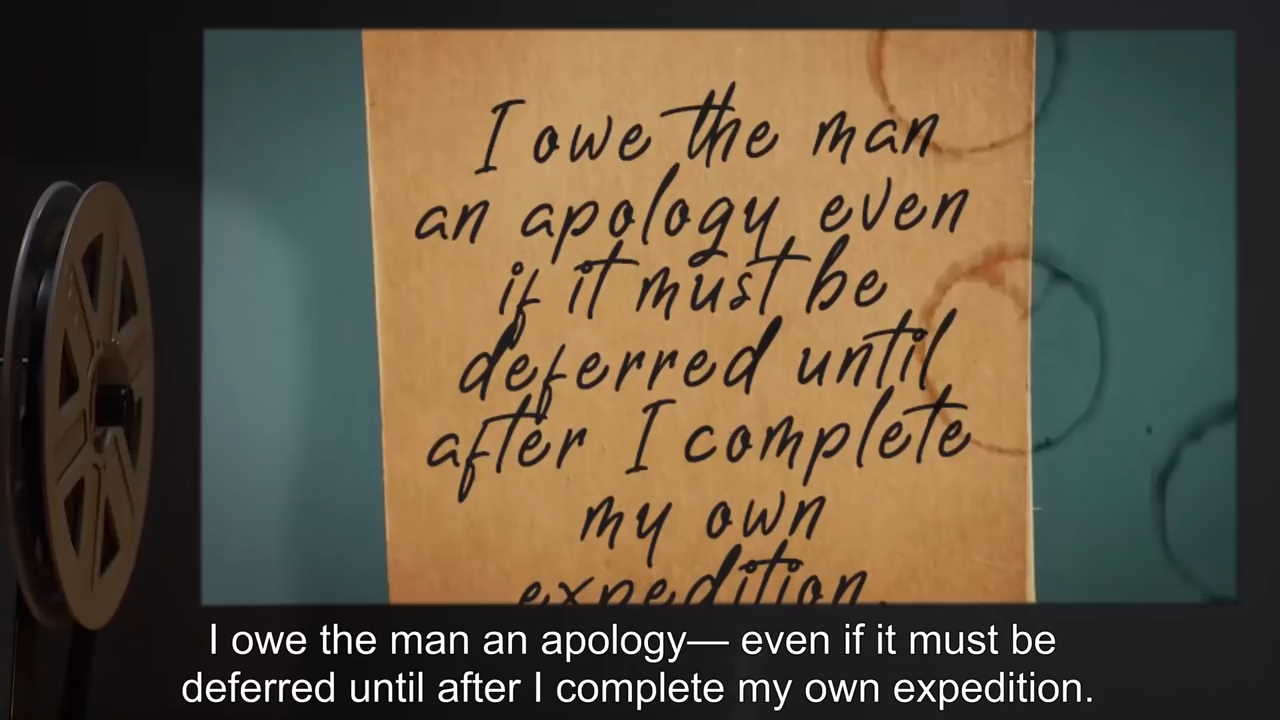 I owe the man
an apology even
if it must be
deferred until
after I complete
my own
expedition.
I owe the man an apology— even if it must be
deferred until after I complete my own expedition.